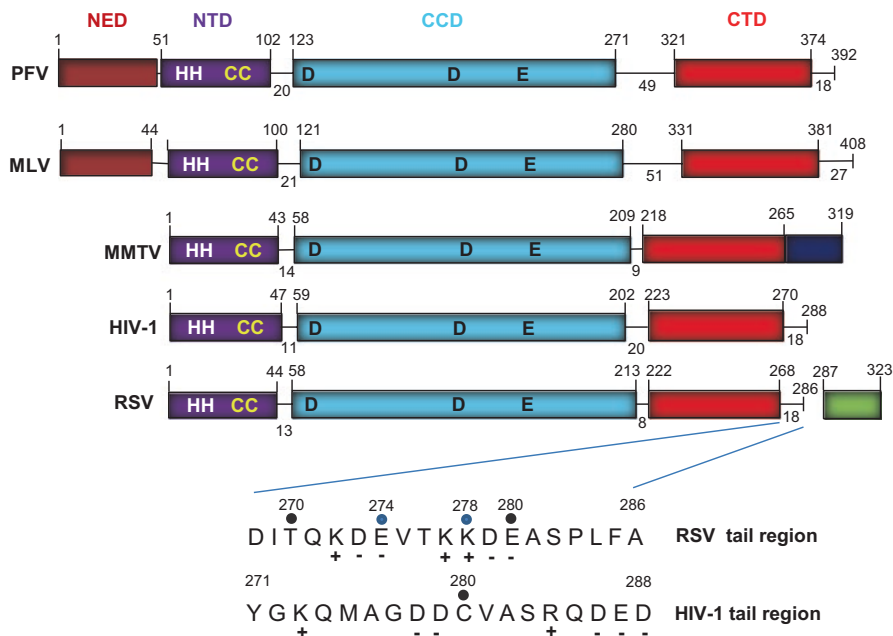 NED NTD CCD CTD
1 51 102 123 271 321 374 392
PFV HH CC D D E
20 49 18
1 44 100 121 280 331 381 408
MLV HH CC D D E
21 51 27
1 43 58 209 218 265 319
MMTV HH CC D D E
14 9
1 47 59 202 223 270 288
HIV-1 HH CC D D E
11 20 18
1 44 58 213 222 268 286 287 323
RSV HH CC D D E
13 8 18
270 274 278 280 286
DITQKDEVTKKDEASPLFA RSV tail region
+ - - + + - -
271 280 288
YGKQMAGDDCVASRQDED HIV-1 tail region
+ - - + - - -